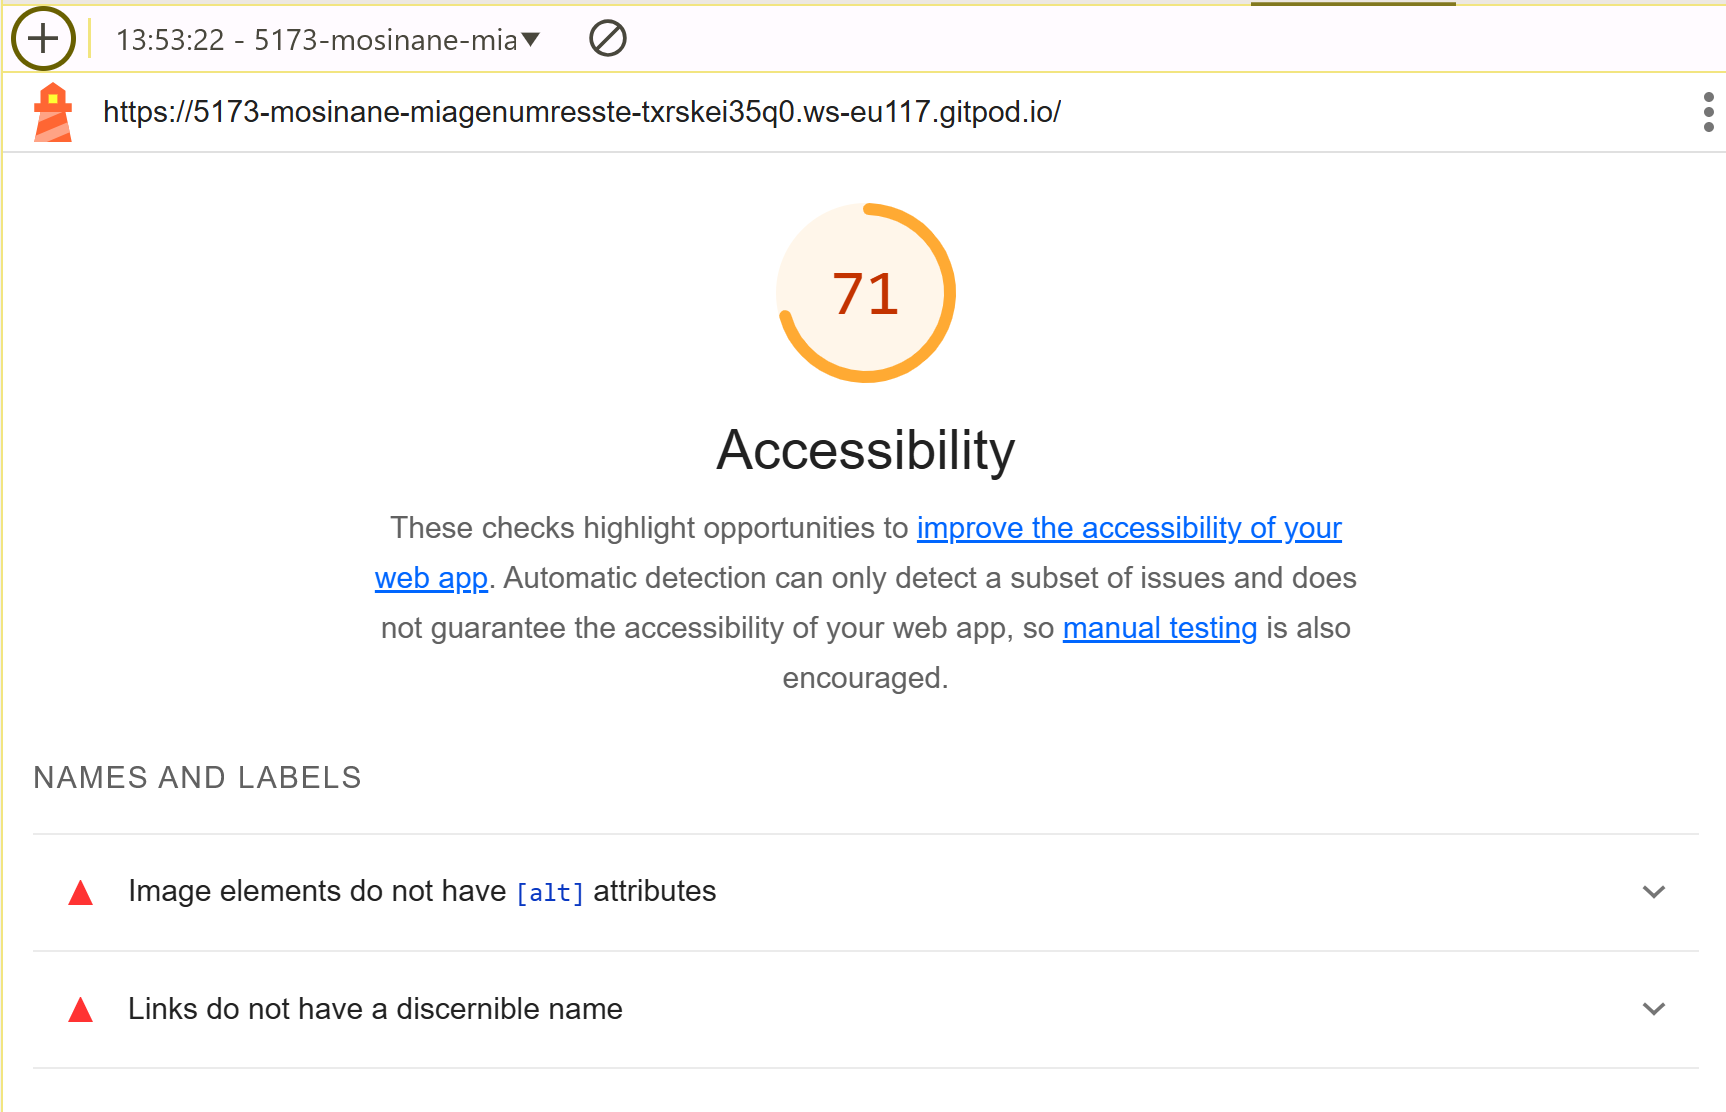 13:53:22 - 5173-mosinane-mia
https://5173-mosinane-miagenumresste-txrskei35q0.ws-eu117.gitpod.io/
71
Accessibility
These checks highlight opportunities to improve the accessibility of your
web app. Automatic detection can only detect a subset of issues and does
not guarantee the accessibility of your web app, so manual testing is also
encouraged.
NAMES AND LABELS
Image elements do not have [alt] attributes
Links do not have a discernible name